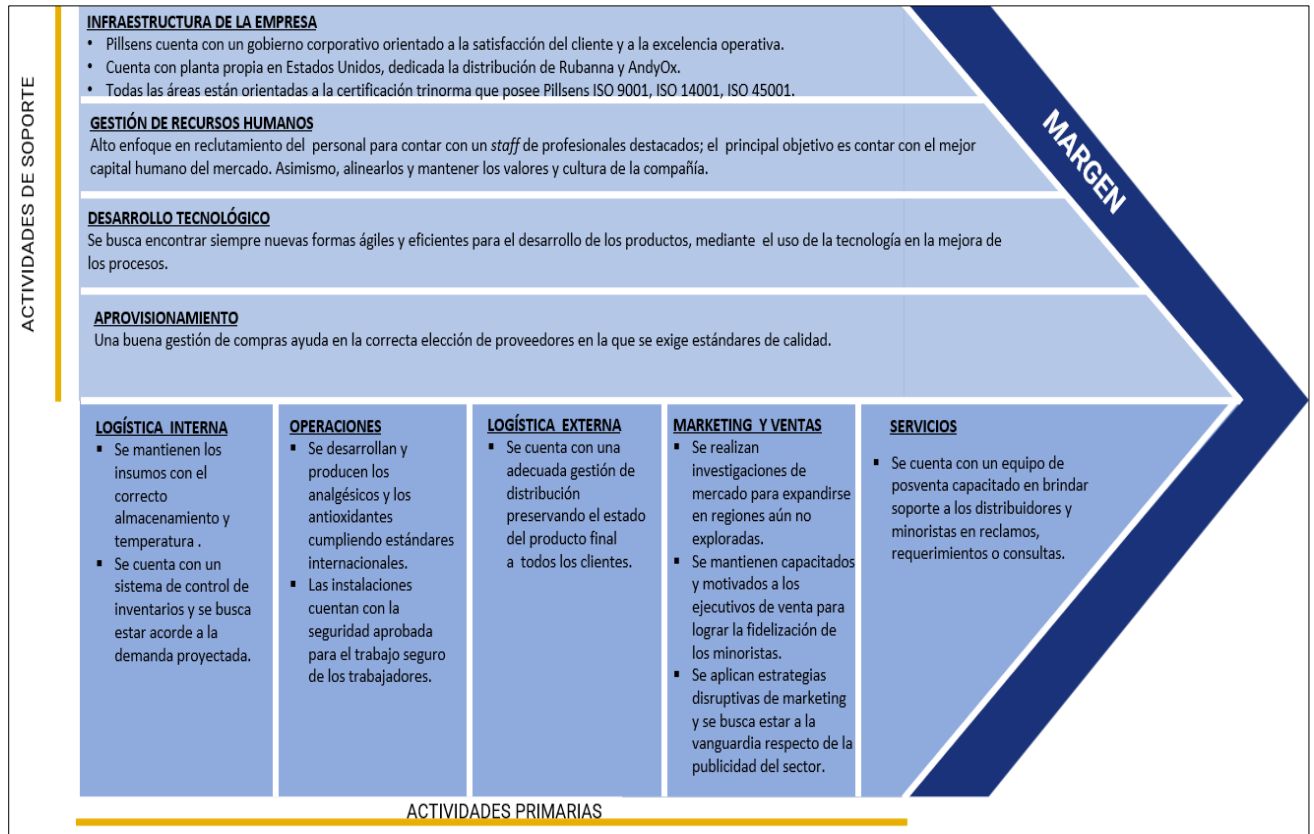 ACTIVIDADES DE SOPORTE
INFRAESTRUCTURA DE LA EMPRESA
• Pillsens cuenta con un gobierno corporativo orientado a la satisfacción del cliente y a la excelencia operativa.
• Cuenta con planta propia en Estados Unidos, dedicada la distribución de Rubanna y AndyOx.
• Todas las áreas están orientadas a la certificación trinorma que posee Pillsens ISO 9001, ISO 14001, ISO 45001.
GESTIÓN DE RECURSOS HUMANOS
Alto enfoque en reclutamiento del personal para contar con un staff de profesionales destacados; el principal objetivo es contar con el mejor
capital humano del mercado. Asimismo, alinearlos y mantener los valores y cultura de la compañía.
DESARROLLO TECNOLÓGICO
Se busca encontrar siempre nuevas formas ágiles y eficientes para el desarrollo de los productos, mediante el uso de la tecnología en la mejora de
los procesos.
APROVISIONAMIENTO
Una buena gestión de compras ayuda en la correcta elección de proveedores en la que se exige estándares de calidad.
MARGEN
LOGÍSTICA INTERNA
▪ Se mantienen los
insumos con el
correcto
almacenamiento y
temperatura .
▪ Se cuenta con un
sistema de control de
inventarios y se busca
estar acorde a la
demanda proyectada.
OPERACIONES
▪ Se desarrollan y
producen los
analgésicos y los
antioxidantes
cumpliendo estándares
internacionales.
▪ Las instalaciones
cuentan con la
seguridad aprobada
para el trabajo seguro
de los trabajadores.
LOGÍSTICA EXTERNA
▪ Se cuenta con una
adecuada gestión de
distribución
preservando el estado
del producto final
a todos los clientes.
MARKETING Y VENTAS
▪ Se realizan
investigaciones de
mercado para expandirse
en regiones aún no
exploradas.
▪ Se mantienen capacitados
y motivados a los
ejecutivos de venta para
lograr la fidelización de
los minoristas.
▪ Se aplican estrategias
disruptivas de marketing
y se busca estar a la
vanguardia respecto de la
publicidad del sector.
SERVICIOS
▪ Se cuenta con un equipo de
posventa capacitado en brindar
soporte a los distribuidores y
minoristas en reclamos,
requerimientos o consultas.
ACTIVIDADES PRIMARIAS